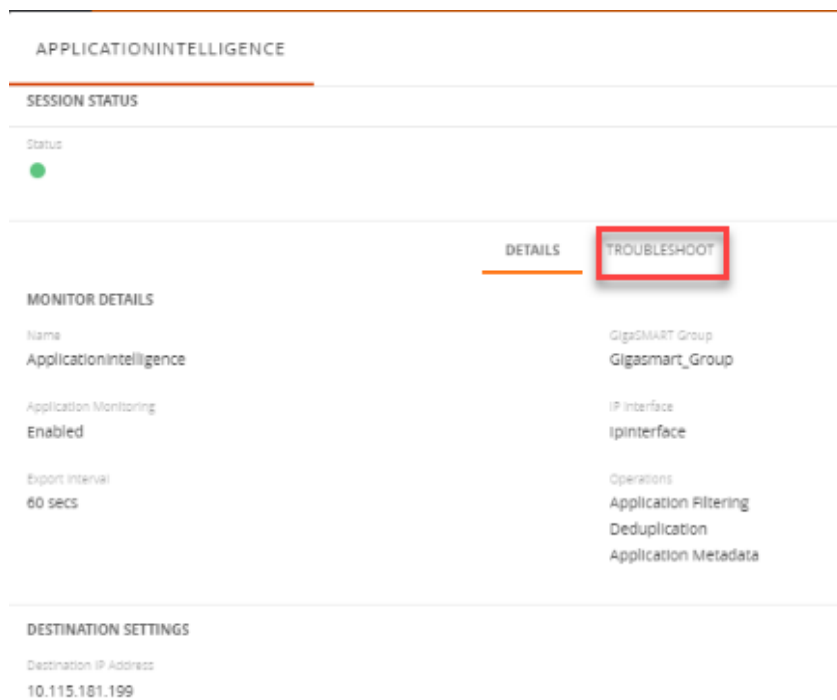 APPLICATIONINTELLIGENCE
SESSION STATUS
Status
DETAILS
TROUBLESHOOT
MONITOR DETAILS
Name
ApplicationIntelligence
GigaSMART Group
Gigasmart_Group
Application Monitoring
Enabled
IP Interface
IpInterface
Export Interval
60 secs
Operations
Application Filtering
Deduplication
Application Metadata
DESTINATION SETTINGS
Destination IP Address
10.115.181.199